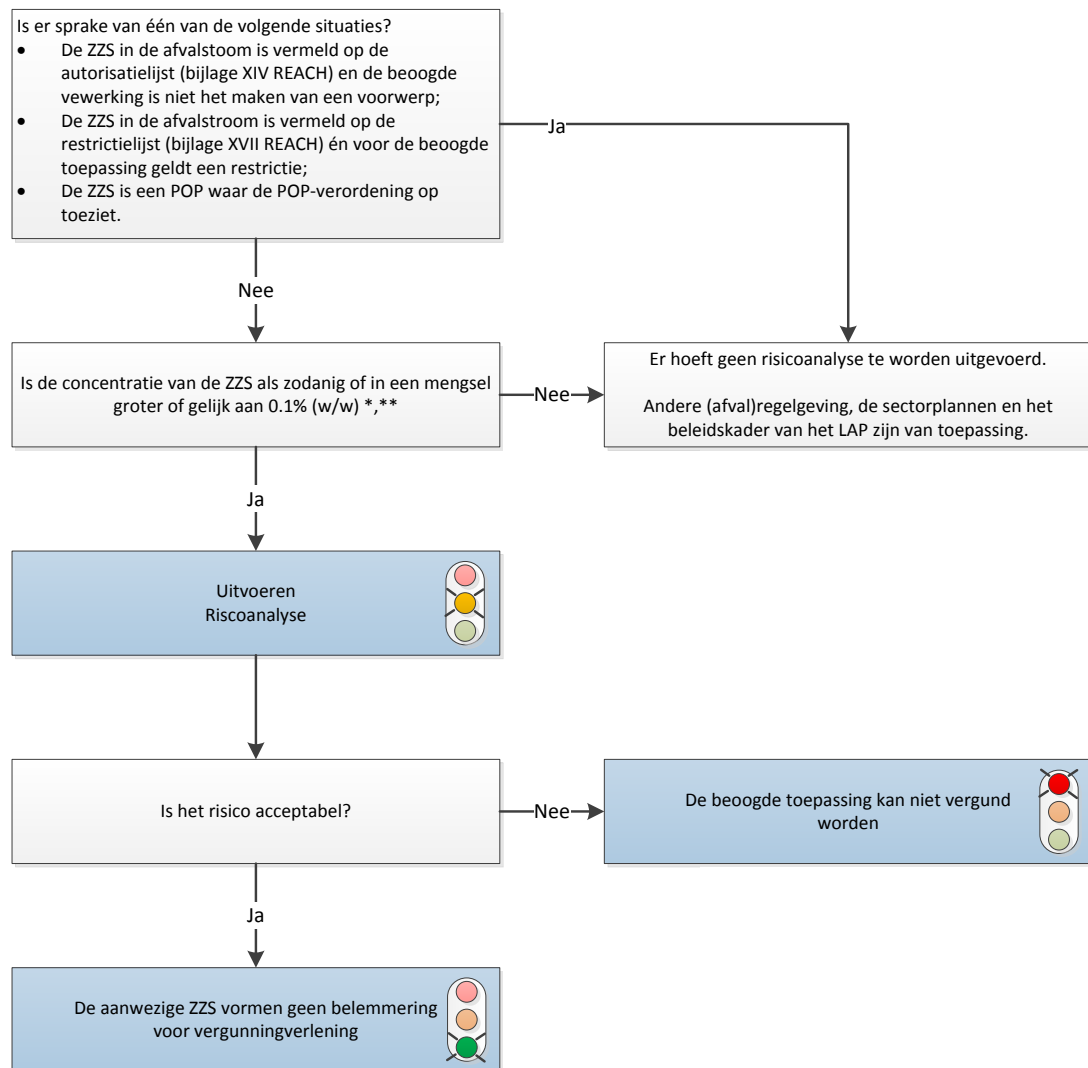 Is er sprake van één van de volgende situaties?
• De ZZS in de afvalstoom is vermeld op de
autorisatielijst (bijlage XIV REACH) en de beoogde
vewerking is niet het maken van een voorwerp;
• De ZZS in de afvalstroom is vermeld op de
restrictielijst (bijlage XVII REACH) én voor de beoogde
toepassing geldt een restrictie;
• De ZZS is een POP waar de POP-verordening op
toeziet.
Ja
Nee
Is de concentratie van de ZZS als zodanig of in een mengsel
groter of gelijk aan 0.1% (w/w) *,**
Nee
Er hoeft geen risicoanalyse te worden uitgevoerd.
Andere (afval)regelgeving, de sectorplannen en het
beleidskader van het LAP zijn van toepassing.
Ja
Uitvoeren
Riscoanalyse
Is het risico acceptabel?
Nee
De beoogde toepassing kan niet vergund
worden
Ja
De aanwezige ZZS vormen geen belemmering
voor vergunningverlening